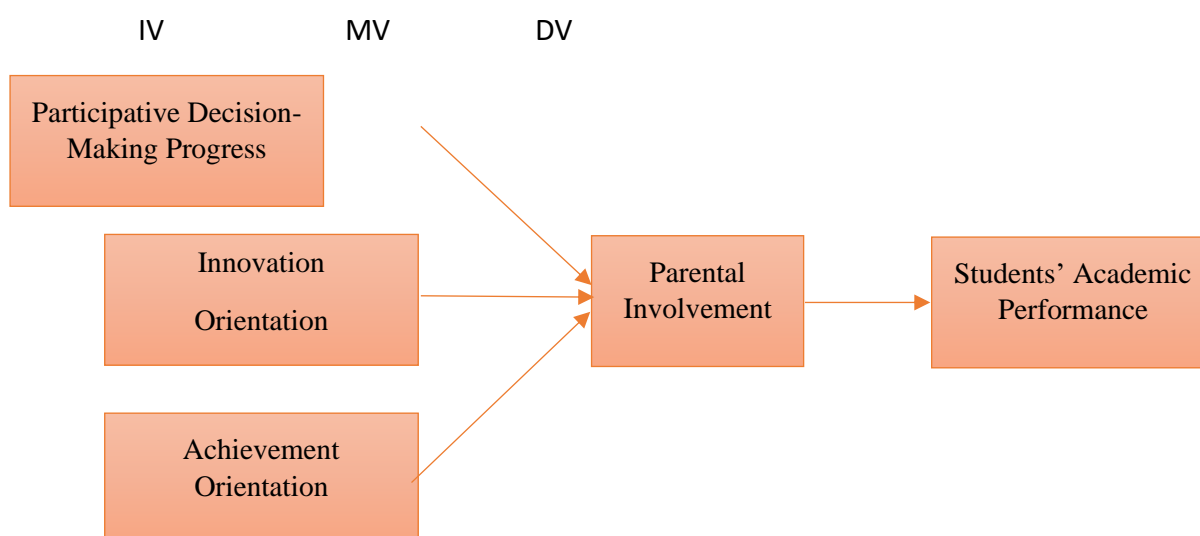 IV MV DV
Participative Decision-
Making Progress
Innovation
Orientation
Parental
Involvement
Students’ Academic
Performance
Achievement
Orientation